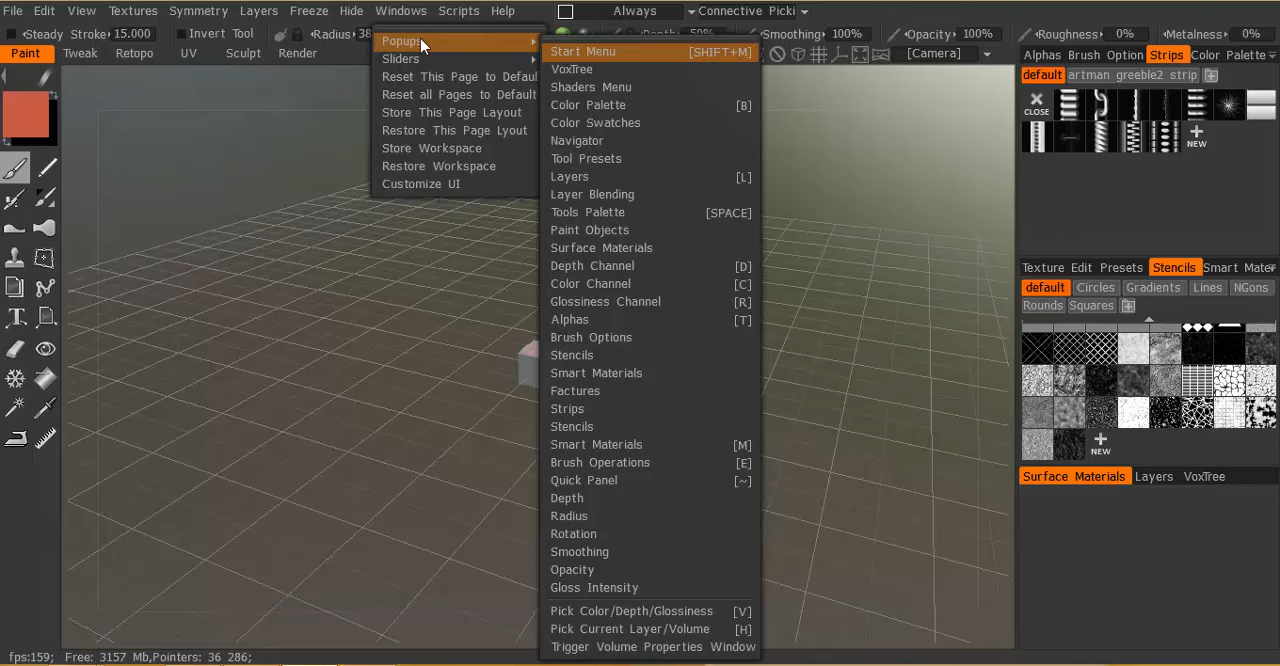 File Edit View Textures Symmetry Layers Freeze Hide Windows Scripts Help Always Connective Picki
Steady Stroke 15.000 Invert Tool Radius 38 Depth 50% Smoothing 100% Opacity 100% Roughness 0% Metalness 0%
Paint Tweak Retopo UV Sculpt Render [Camera]
Popups
Sliders
Reset This Page to Defaul
Reset all Pages to Default
Store This Page Layout
Restore This Page Lyout
Store Workspace
Restore Workspace
Customize UI
Start Menu [SHIFT+M]
VoxTree
Shaders Menu
Color Palette [B]
Color Swatches
Navigator
Tool Presets
Layers [L]
Layer Blending
Tools Palette [SPACE]
Paint Objects
Surface Materials
Depth Channel [D]
Color Channel [C]
Glossiness Channel [R]
Alphas [T]
Brush Options
Stencils
Smart Materials
Factures
Strips
Stencils
Smart Materials [M]
Brush Operations [E]
Quick Panel [~]
Depth
Radius
Rotation
Smoothing
Opacity
Gloss Intensity
Pick Color/Depth/Glossiness [V]
Pick Current Layer/Volume [H]
Trigger Volume Properties Window
Alphas Brush Option Strips Color Palette
default artman greeble2 strip
CLOSE
NEW
Texture Edit Presets Stencils Smart Mate
default Circles Gradients Lines NGons
Rounds Squares
NEW
Surface Materials Layers VoxTree
fps:159; Free: 3157 Mb,Pointers: 36 286;